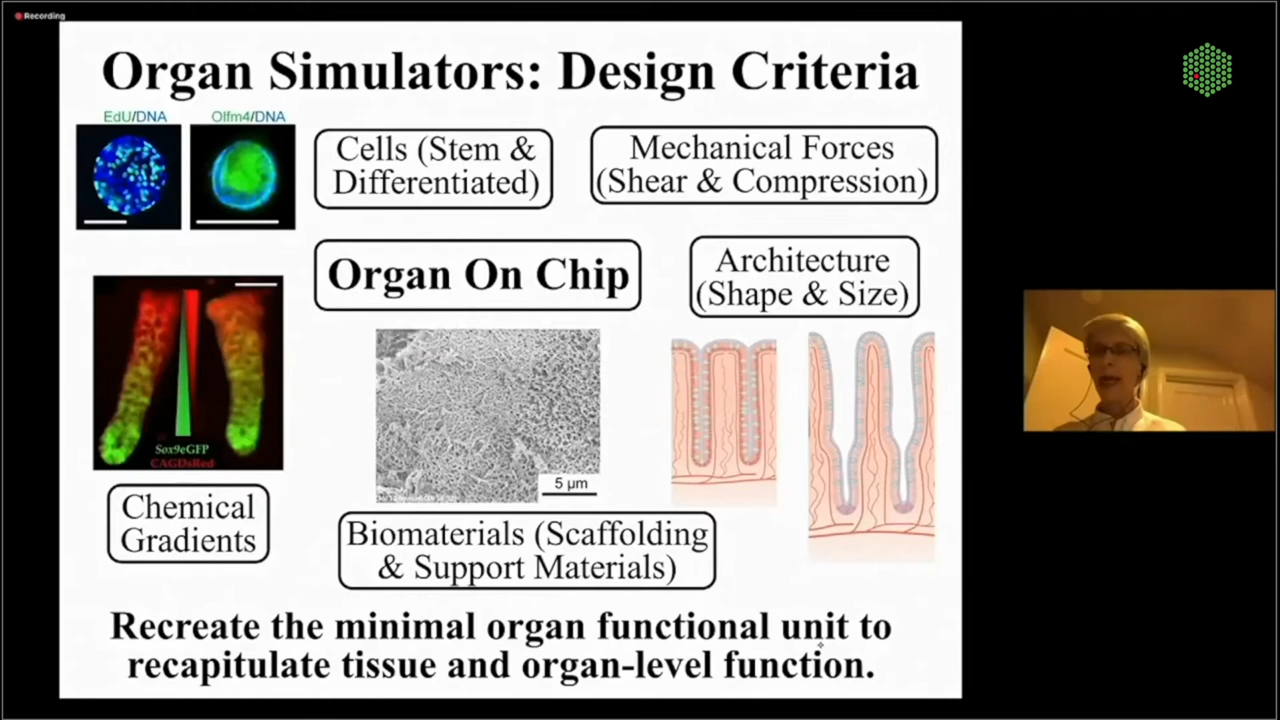 Recording
Organ Simulators: Design Criteria
EdU/DNA
Olfm4/DNA
Cells (Stem &
Differentiated)
Mechanical Forces
(Shear & Compression)
Organ On Chip
Architecture
(Shape & Size)
Sox9eGFP
CAGDsRed
5 µm
Chemical
Gradients
Biomaterials (Scaffolding
& Support Materials)
Recreate the minimal organ functional unit to
recapitulate tissue and organ-level function.